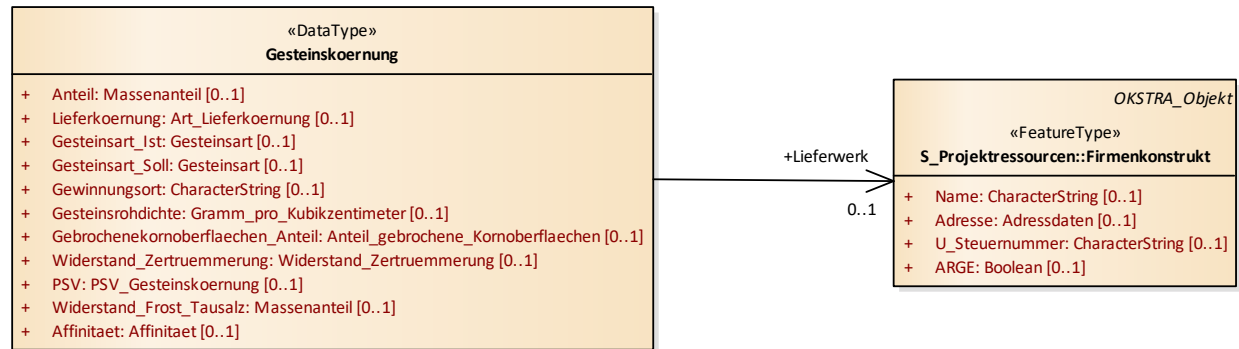 «DataType»
Gesteinskoernung
+ Anteil: Massenanteil [0..1]
+ Lieferkoernung: Art_Lieferkoernung [0..1]
+ Gesteinsart_Ist: Gesteinsart [0..1]
+ Gesteinsart_Soll: Gesteinsart [0..1]
+ Gewinnungsort: CharacterString [0..1]
+ Gesteinsrohdichte: Gramm_pro_Kubikzentimeter [0..1]
+ Gebrochenekornoberflaechen_Anteil: Anteil_gebrochene_Kornoberflaechen [0..1]
+ Widerstand_Zertruemmerung: Widerstand_Zertruemmerung [0..1]
+ PSV: PSV_Gesteinskoernung [0..1]
+ Widerstand_Frost_Tausalz: Massenanteil [0..1]
+ Affinitaet: Affinitaet [0..1]
+Lieferwerk
0..1
OKSTRA_Objekt
«FeatureType»
S_Projektressourcen::Firmenkonstrukt
+ Name: CharacterString [0..1]
+ Adresse: Adressdaten [0..1]
+ U_Steuernummer: CharacterString [0..1]
+ ARGE: Boolean [0..1]